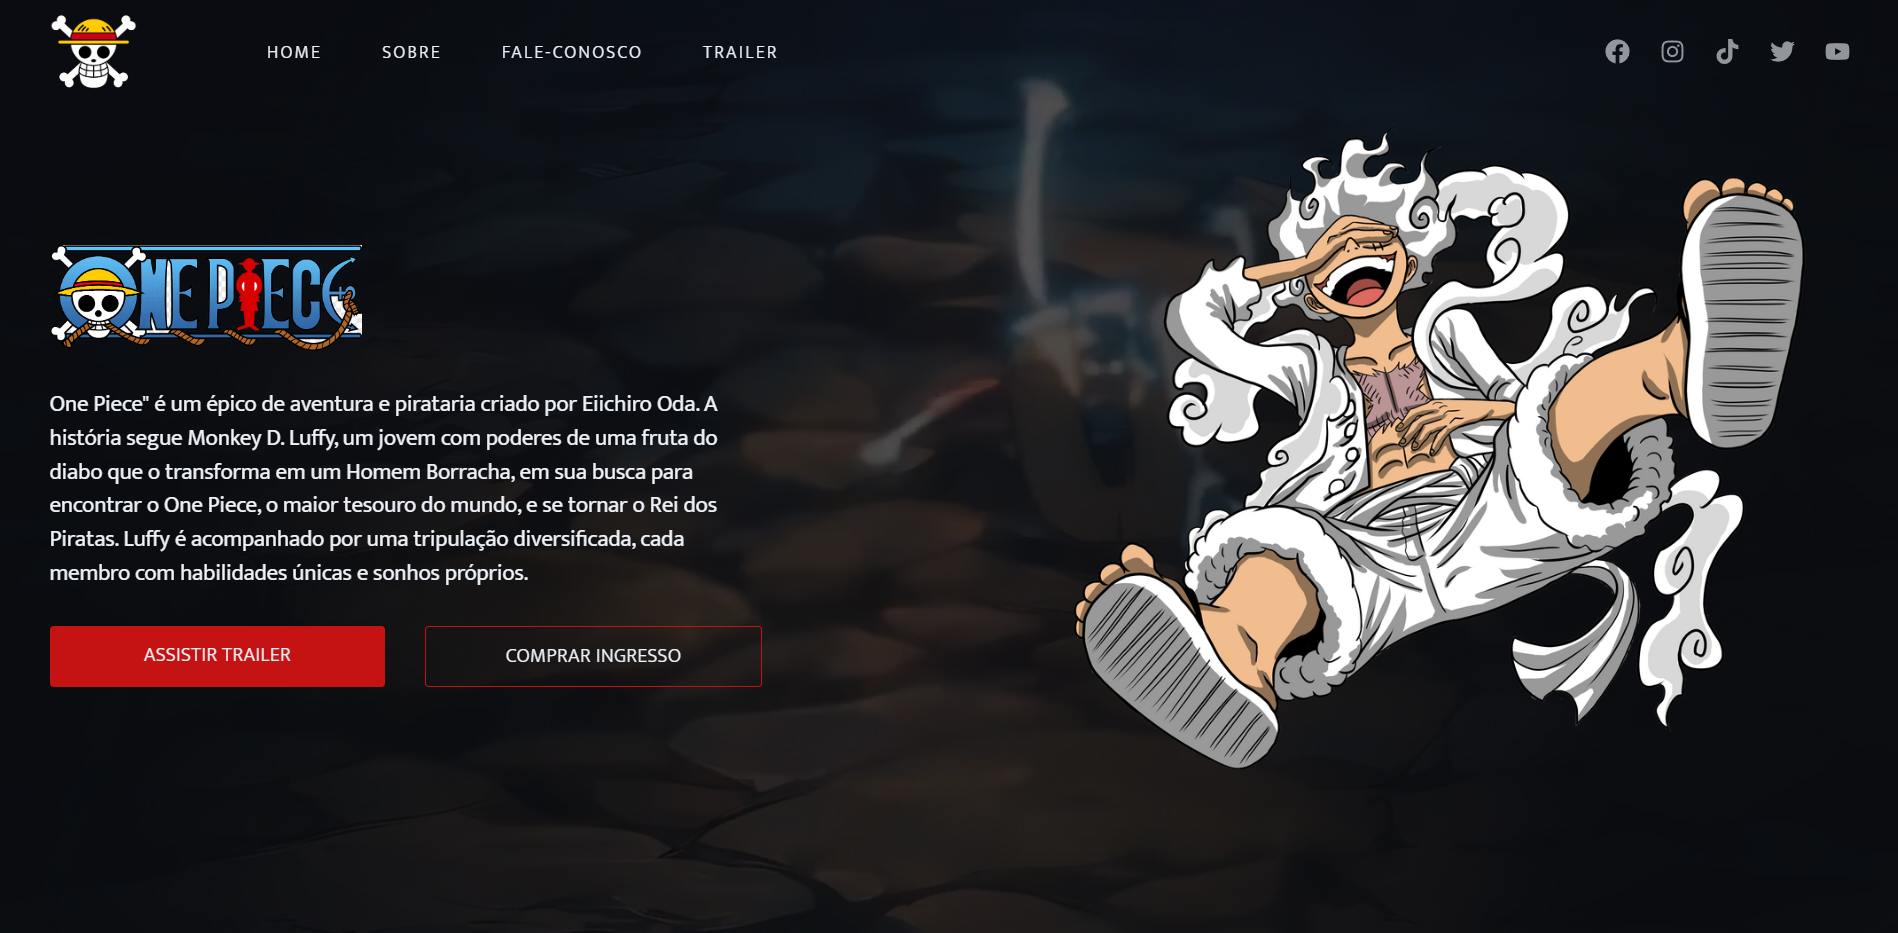 HOME
SOBRE
FALE-CONOSCO
TRAILER
ONE PIECE
One Piece" é um épico de aventura e pirataria criado por Eiichiro Oda. A
história segue Monkey D. Luffy, um jovem com poderes de uma fruta do
diabo que o transforma em um Homem Borracha, em sua busca para
encontrar o One Piece, o maior tesouro do mundo, e se tornar o Rei dos
Piratas. Luffy é acompanhado por uma tripulação diversificada, cada
membro com habilidades únicas e sonhos próprios.
ASSISTIR TRAILER
COMPRAR INGRESSO